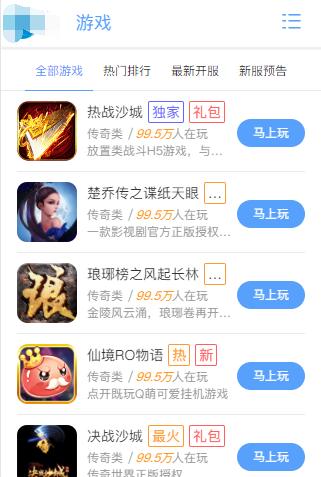 游戏
全部游戏 热门排行 最新开服 新服预告
热战沙城 独家 礼包
传奇类 / 99.5万人在玩
放置类战斗H5游戏，与...
马上玩
楚乔传之谍纸天眼 ...
传奇类 / 99.5万人在玩
一款影视剧官方正版授权...
马上玩
琅琊榜之风起长林 ...
传奇类 / 99.5万人在玩
金陵风云涌，琅琊卷再开...
马上玩
琅
仙境RO物语 热 新
传奇类 / 99.5万人在玩
点开既玩Q萌可爱挂机游戏
马上玩
决战沙城 最火 礼包
传奇类 / 99.5万人在玩
传奇世界正版授权
马上玩